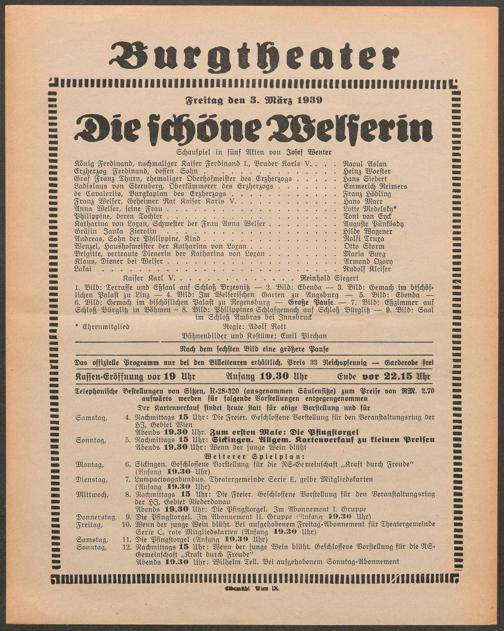 Burgtheater
Freitag den 3. März 1939
Die schöne Welserin
Schauspiel in fünf Akten von Josef Wenter
König Ferdinand, nachmaliger Kaiser Ferdinand I., Bruder Karls V. . . . Raoul Aslan
Erzherzog Ferdinand, dessen Sohn . . . Heinz Woester
Graf Franz Thurn, ehemaliger Oberhofmeister des Erzherzogs . . . Hans Siebert
Ladislaus von Sternberg, Oberkämmerer des Erzherzogs . . . Emmerich Reimers
de Cavaleriis, Burgkaplan des Erzherzogs . . . Franz Höbling
Franz Welser, Geheimer Rat Kaiser Karls V. . . . Hans Marr
Anna Welser, seine Frau . . . Lotte Medelsky*
Philippine, deren Tochter . . . Toni van Eyck
Katharina von Loxan, Schwester der Frau Anna Welser . . . Auguste Pünkösdy
Gräfin Zanka Zierotin . . . Hilde Wagener
Andreas, Sohn der Philippine, Kind . . . Rolfi Truxa
Wenzel, Haushofmeister der Katharina von Loxan . . . Otto Storm
Brigitte, vertraute Dienerin der Katharina von Loxan . . . Maria Burg
Klaus, Diener bei Welser . . . Armand Ozory
Lakai . . . Rudolf Kleiser
Kaiser Karl V. . . . Reinhold Siegert
1. Bild: Terrasse und Eßsaal auf Schloß Bresnitz — 2. Bild: Ebenda — 3. Bild: Gemach im bischöf-
lichen Palast zu Linz — 4. Bild: Im Welserischen Garten zu Augsburg — 5. Bild: Ebenda —
6. Bild: Gemach im bischöflichen Palast zu Regensburg — Große Pause. — 7. Bild: Eßzimmer auf
Schloß Bürglitz in Böhmen — 8. Bild: Philippinens Schlafgemach auf Schloß Bürglitz — 9. Bild: Saal
im Schloß Ambras bei Innsbruck
* Ehrenmitglied Regie: Adolf Rott
Bühnenbilder und Kostüme: Emil Pirchan
Nach dem sechsten Bild eine größere Pause
Das offizielle Programm nur bei den Billetteuren erhältlich. Preis 33 Reichspfennig — Garderobe frei
Kassen-Eröffnung vor 19 Uhr Anfang 19.30 Uhr Ende vor 22.15 Uhr
Telephonische Bestellungen von Sitzen, R-28-320 (ausgenommen Säulensitze) zum Preise von RM. 2.70
aufwärts werden für folgende Vorstellungen entgegengenommen
Der Kartenverkauf findet heute statt für obige Vorstellung und für
Samstag, 4. Nachmittags 15 Uhr: Die Freier. Geschlossene Vorstellung für den Veranstaltungsring der
HJ. Gebiet Wien
Abends 19.30 Uhr: Zum ersten Male: Die Pfingstorgel
Sonntag, 5. Nachmittags 15 Uhr: Sickingen. Allgem. Kartenverkauf zu kleinen Preisen
Abends 19.30 Uhr: Wenn der junge Wein blüht
Weiterer Spielplan:
Montag, 6. Sickingen. Geschlossene Vorstellung für die NS-Gemeinschaft „Kraft durch Freude“
(Anfang 19.30 Uhr)
Dienstag, 7. Lumpacivagabundus. Theatergemeinde Serie E, gelbe Mitgliedskarten
(Anfang 19.30 Uhr)
Mittwoch, 8. Nachmittags 15 Uhr: Die Freier. Geschlossene Vorstellung für den Veranstaltungsring
der HJ. Gebiet Niederdonau
Abends 19.30 Uhr: Die Pfingstorgel. Im Abonnement I. Gruppe
Donnerstag, 9. Die Pfingstorgel. Im Abonnement II. Gruppe (Anfang 19.30 Uhr)
Freitag, 10. Wenn der junge Wein blüht. Bei aufgehobenem Freitag-Abonnement für Theatergemeinde
Serie C, rote Mitgliedskarten (Anfang 19.30 Uhr)
Samstag, 11. Die Pfingstorgel (Anfang 19.30 Uhr)
Sonntag, 12. Nachmittags 15 Uhr: Wenn der junge Wein blüht. Geschlossene Vorstellung für die NS-
Gemeinschaft „Kraft durch Freude“
Abends 19.30 Uhr: Wilhelm Tell. Bei aufgehobenem Sonntag-Abonnement
Elbemühl Wien IX.